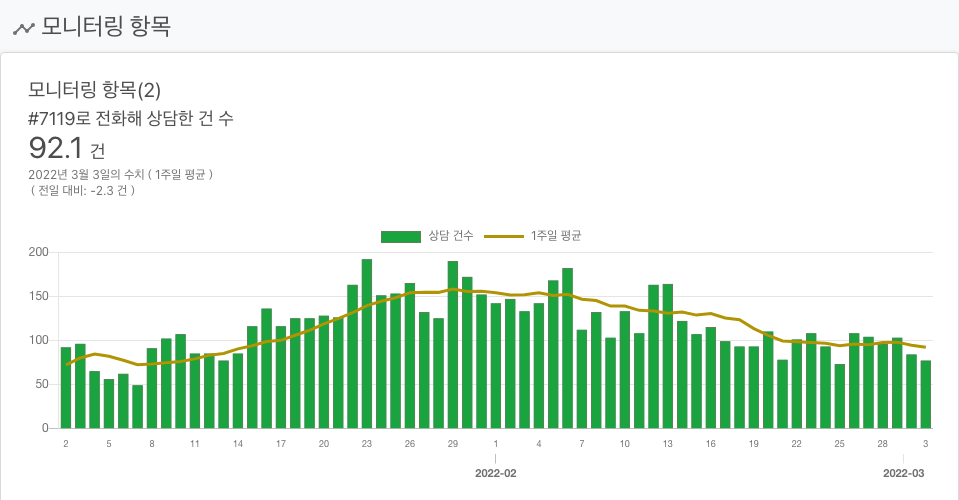 모니터링 항목
모니터링 항목(2)
#7119로 전화해 상담한 건 수
92.1 건
2022년 3월 3일의 수치 ( 1주일 평균 )
( 전일 대비: -2.3 건 )
상담 건수 1주일 평균
200
150
100
50
0
2 5 8 11 14 17 20 23 26 29 1 4 7 10 13 16 19 22 25 28 3
2022-02 2022-03